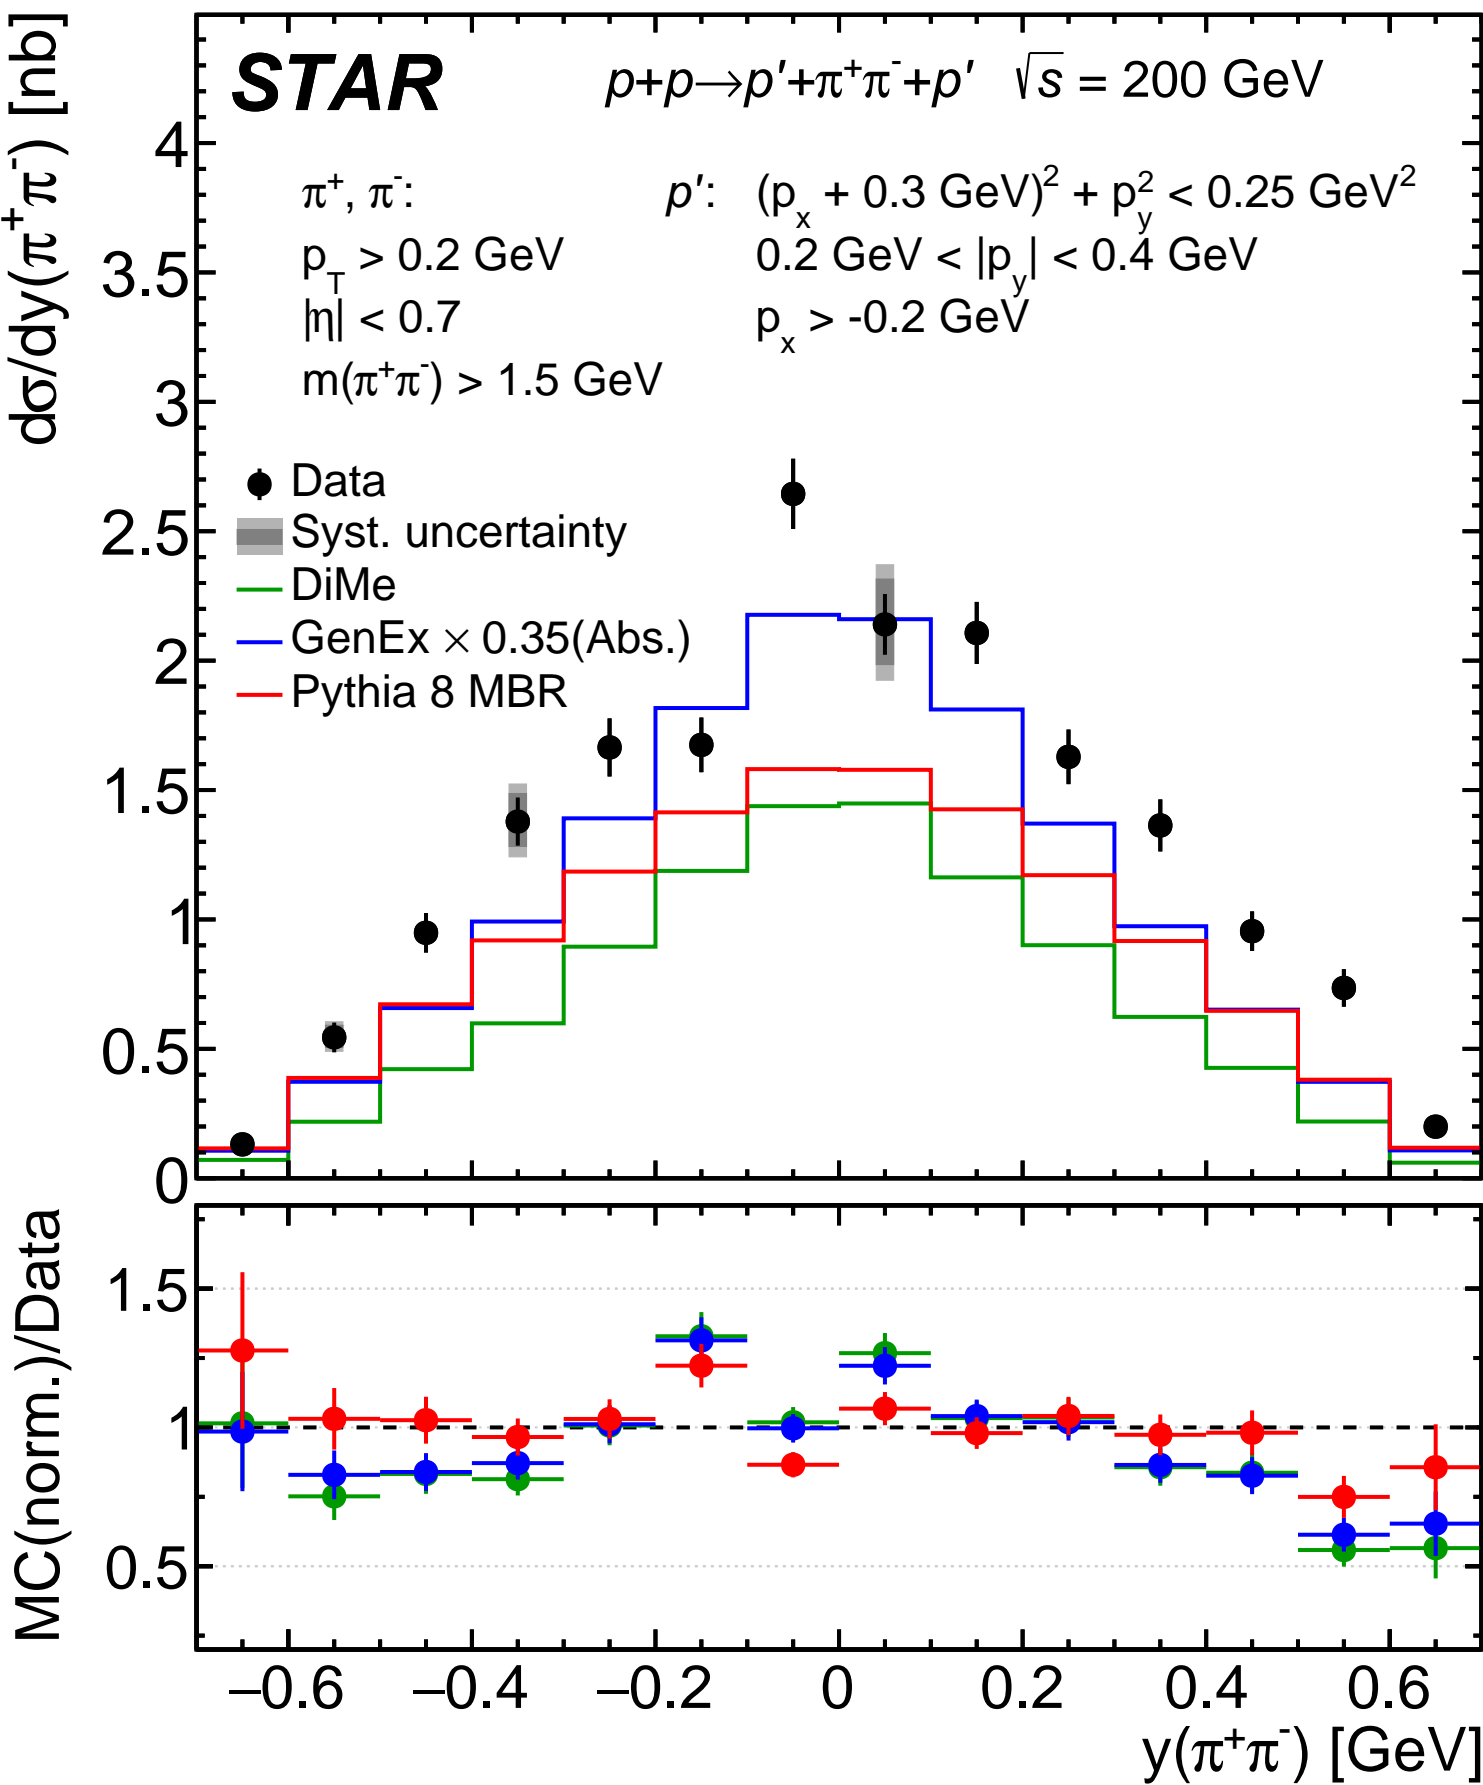 dσ/dy(π⁺π⁻) [nb]
STAR p+p→p′+π⁺π⁻+p′ √s = 200 GeV
π⁺, π⁻: p′: (pₓ + 0.3 GeV)² + p_y² < 0.25 GeV²
p_T > 0.2 GeV 0.2 GeV < |p_y| < 0.4 GeV
|η| < 0.7 pₓ > -0.2 GeV
m(π⁺π⁻) > 1.5 GeV
Data
Syst. uncertainty
DiMe
GenEx × 0.35(Abs.)
Pythia 8 MBR
4
3.5
3
2.5
2
1.5
1
0.5
0
MC(norm.)/Data
1.5
1
0.5
−0.6 −0.4 −0.2 0 0.2 0.4 0.6
y(π⁺π⁻) [GeV]